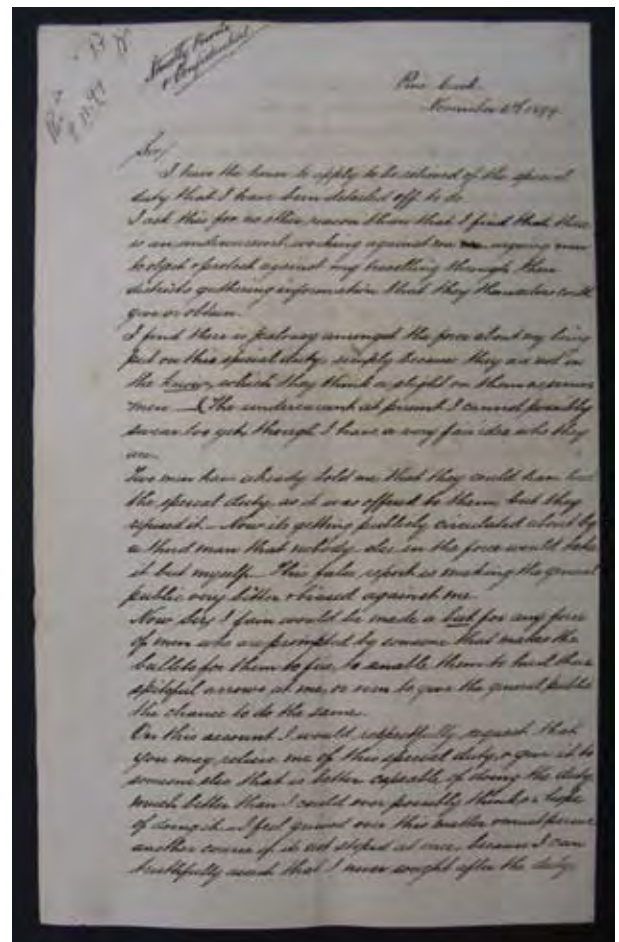 Strictly Private
& Confidential
Pine Creek
November 2nd 1899
Sir/
I have the honor to apply to be relieved of the special
duty that I have been detailed off to do
I ask this for no other reason than that I find that there
is an undercurrent working against me urging men
to object & protest against my travelling through their
districts gathering information that they themselves could
give or obtain.
I find there is jealousy amongst the force about my being
put on this special duty simply because they are not in
the know, which they think a slight on them as senior
men — The undercurrent at present I cannot possibly
swear too yet, though I have a very fair idea who they
are
Two men have already told me that they could have had
the special duty as it was offered to them but they
refused it. Now its getting publicly circulated about by
a third man that nobody else in the force would take
it but myself. This false report is making the general
public very bitter & biased against me.
Now Sir, I fain would be made a butt for any force
of men who are prompted by someone that makes the
bullets for them to fire, to enable them to hurl their
spiteful arrows at me, or even to give the general public
the chance to do the same.
On this account I would respectfully request that
you may relieve me of this special duty, & give it to
someone else that is better capable of doing the duty
much better than I could ever possibly think or hope
of doing it. I feel grieved over this matter & must pursue
another course if its not stoped at once, because I can
truthfully that I never sought after the duty